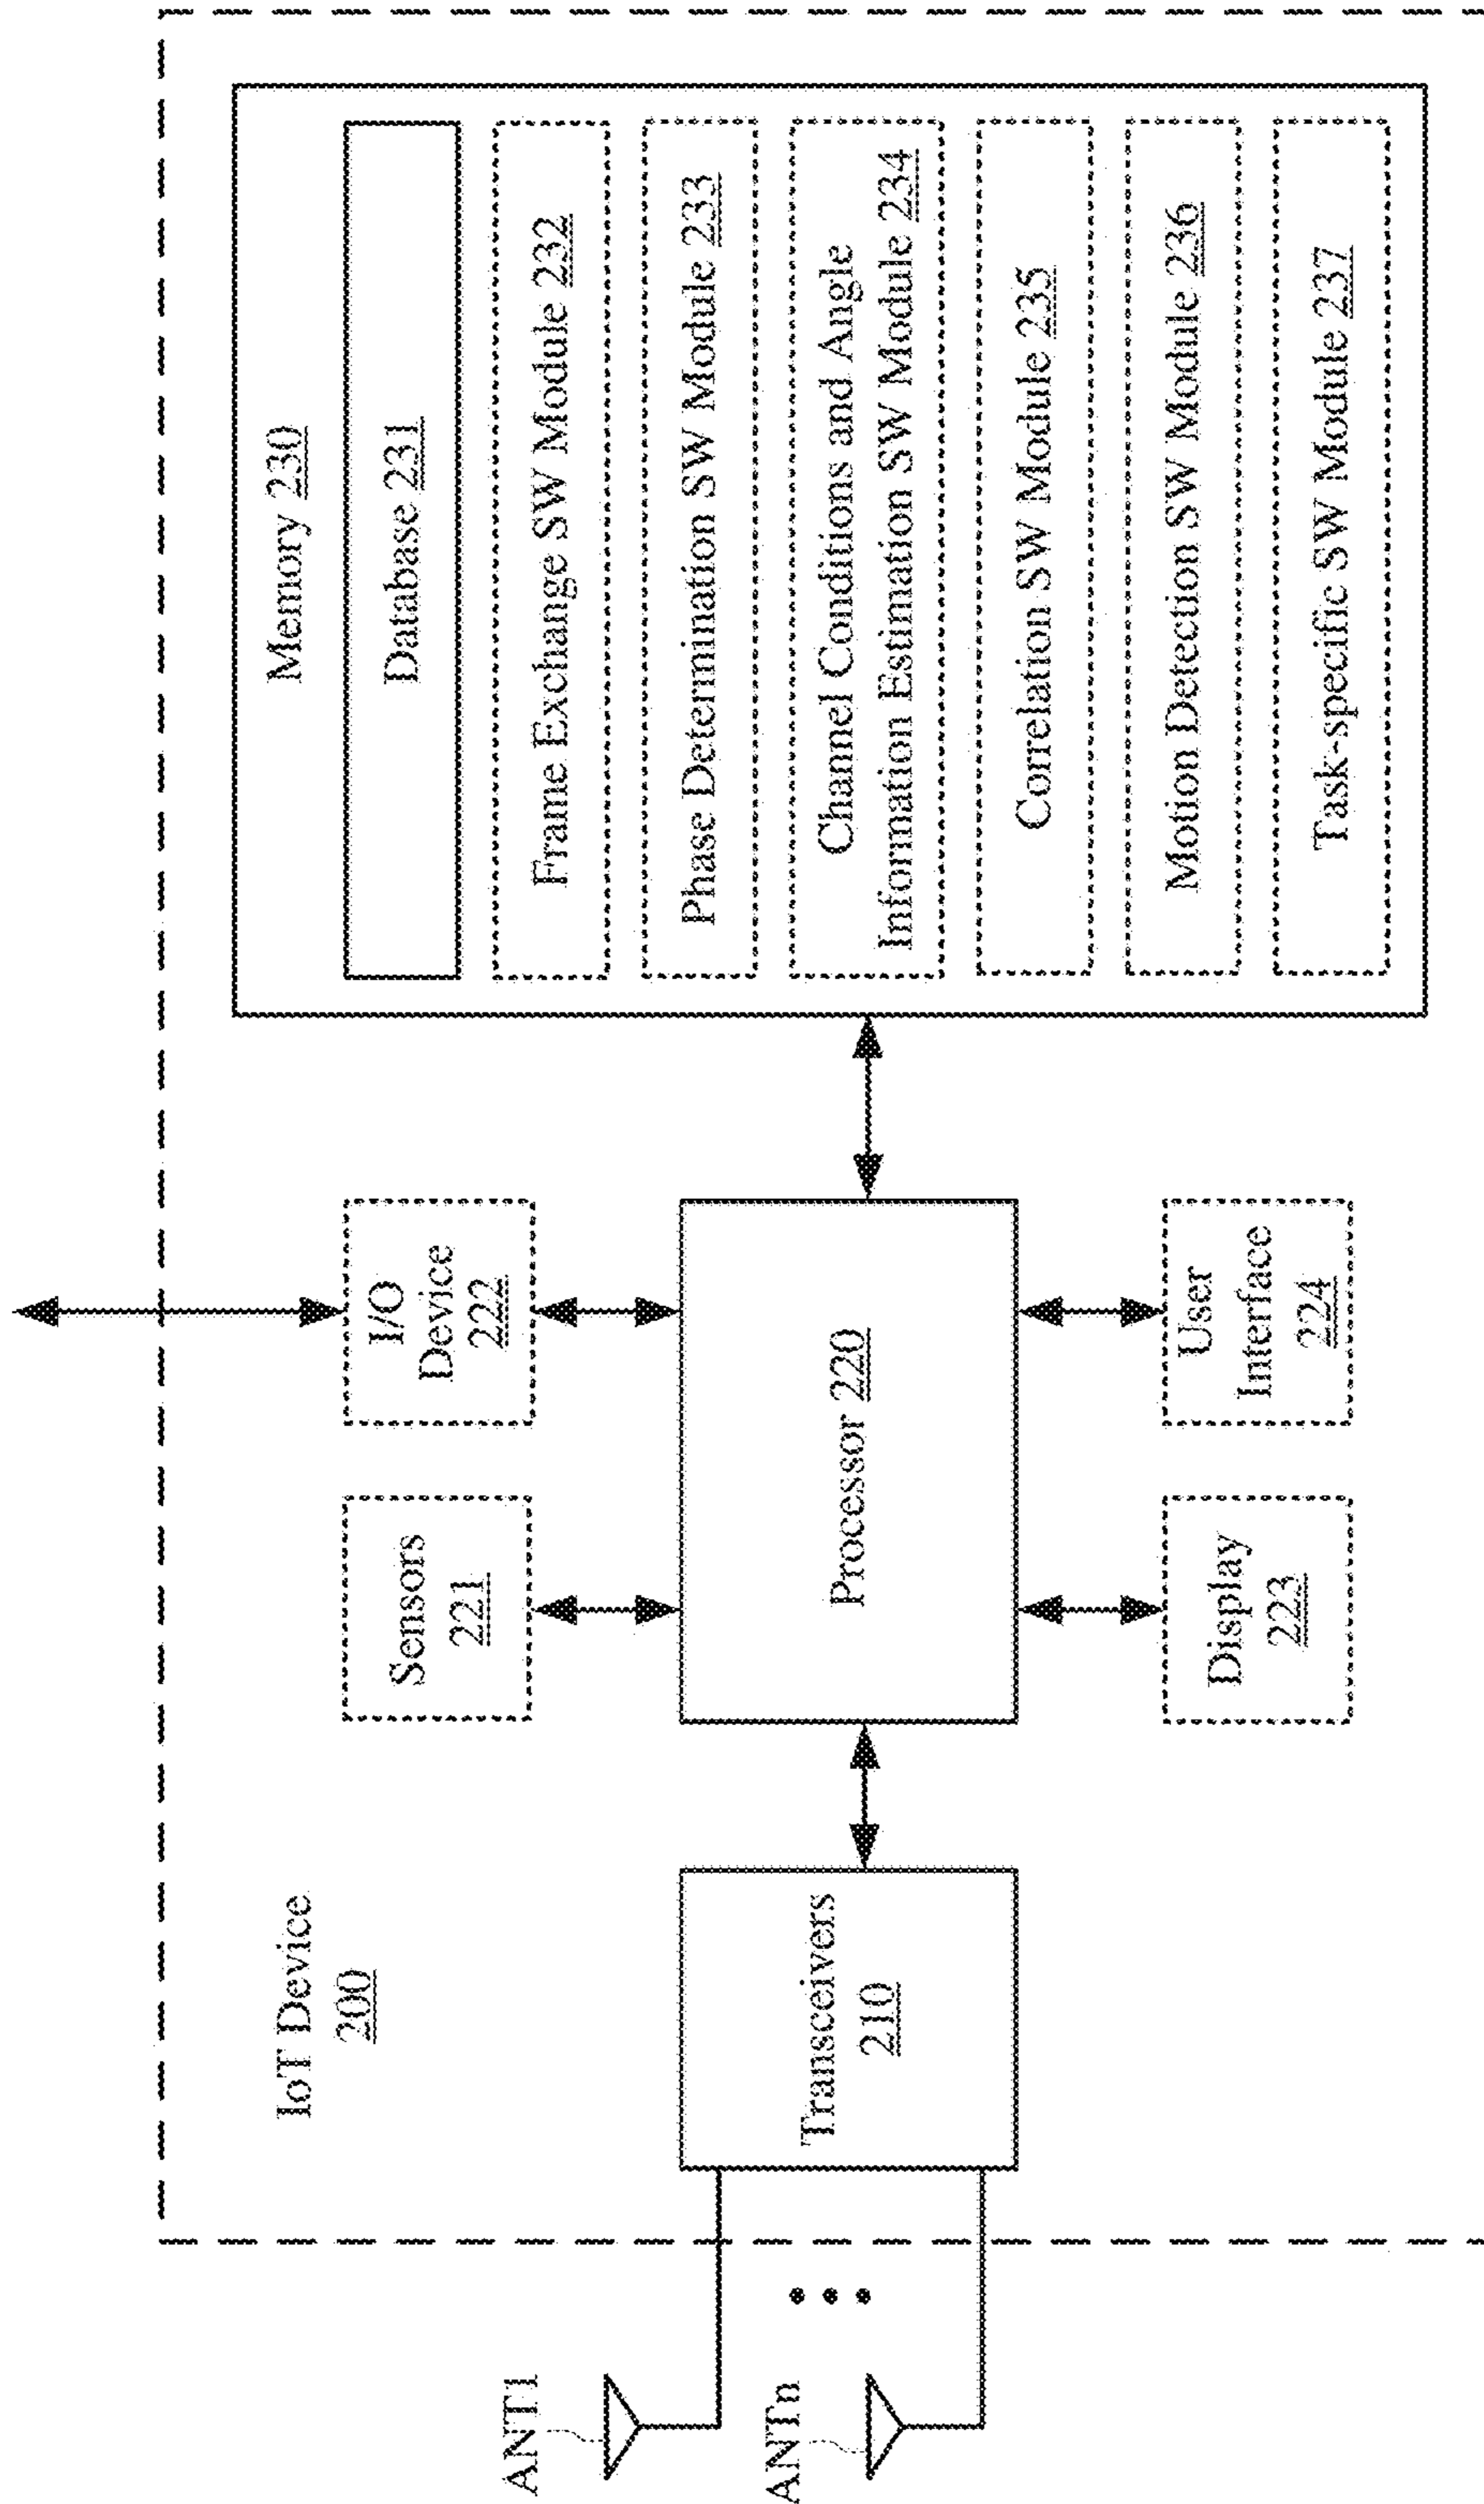 IoT Device
200
ANT1
ANTn
Transceivers
210
Sensors
221
I/O
Device
222
Processor 220
Display
223
User
Interface
224
Memory 230
Database 231
Frame Exchange SW Module 232
Phase Determination SW Module 233
Channel Conditions and Angle
Information Estimation SW Module 234
Correlation SW Module 235
Motion Detection SW Module 236
Task-specific SW Module 237